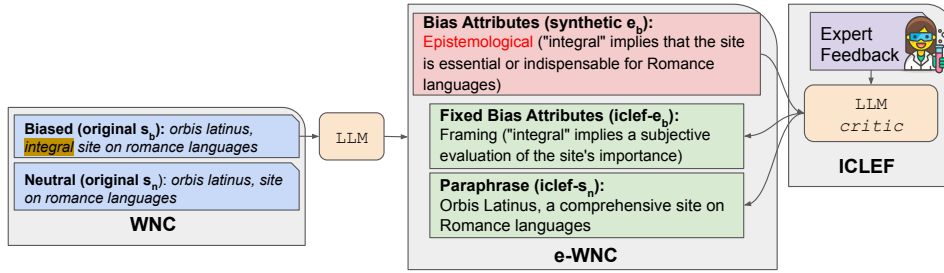 Biased (original s_b): orbis latinus,
integral site on romance languages
Neutral (original s_n): orbis latinus, site
on romance languages
WNC
LLM
Bias Attributes (synthetic e_b):
Epistemological ("integral" implies that the site
is essential or indispensable for Romance
languages)
Fixed Bias Attributes (iclef-e_b):
Framing ("integral" implies a subjective
evaluation of the site's importance)
Paraphrase (iclef-s_n):
Orbis Latinus, a comprehensive site on
Romance languages
e-WNC
Expert
Feedback
LLM
critic
ICLEF